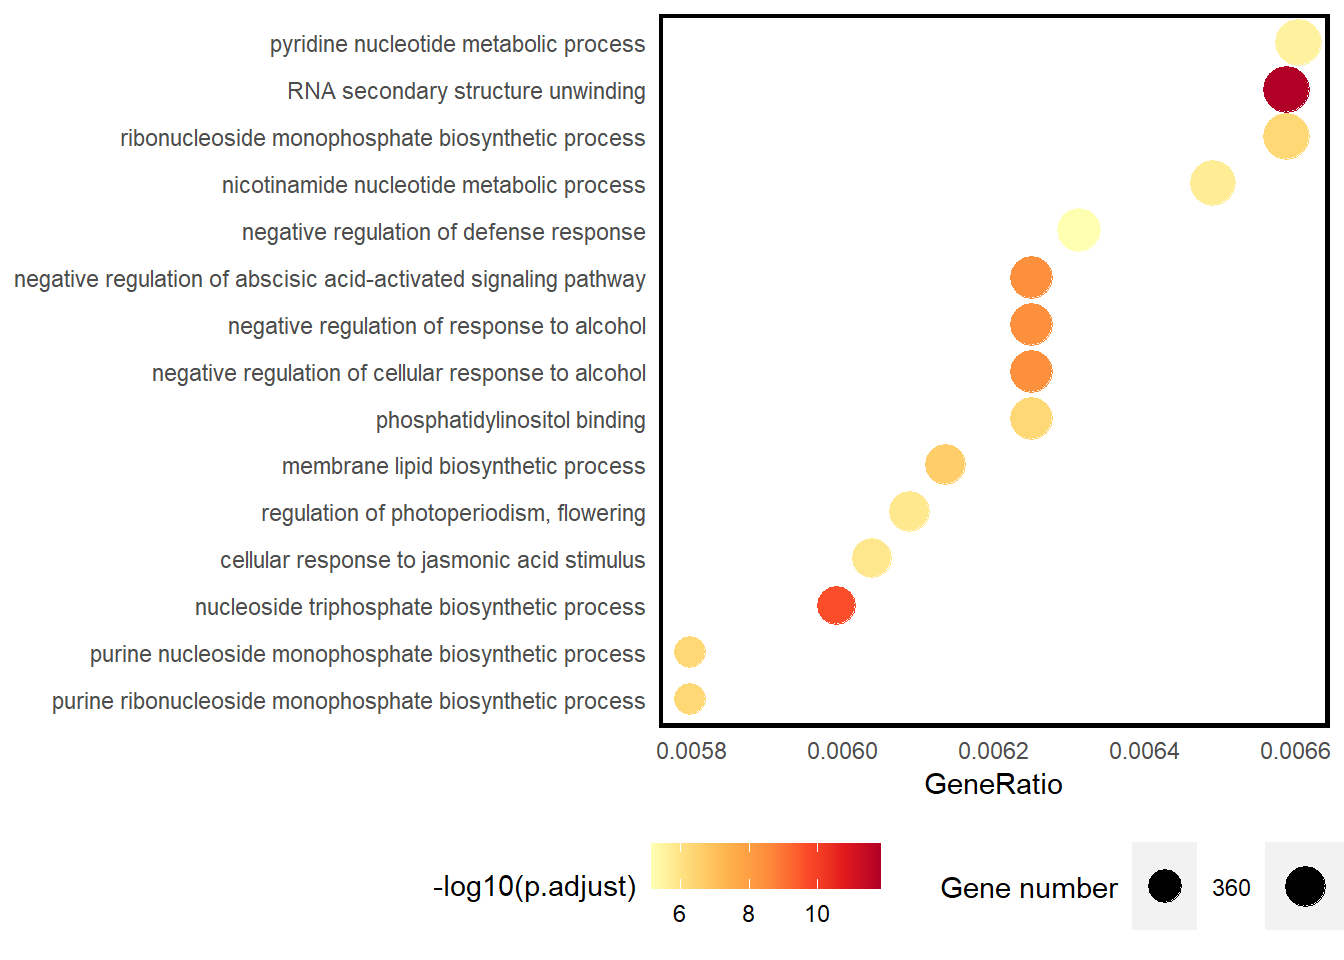 pyridine nucleotide metabolic process
RNA secondary structure unwinding
ribonucleoside monophosphate biosynthetic process
nicotinamide nucleotide metabolic process
negative regulation of defense response
negative regulation of abscisic acid-activated signaling pathway
negative regulation of response to alcohol
negative regulation of cellular response to alcohol
phosphatidylinositol binding
membrane lipid biosynthetic process
regulation of photoperiodism, flowering
cellular response to jasmonic acid stimulus
nucleoside triphosphate biosynthetic process
purine nucleoside monophosphate biosynthetic process
purine ribonucleoside monophosphate biosynthetic process
0.0058 0.0060 0.0062 0.0064 0.0066
GeneRatio
-log10(p.adjust)
6 8 10
Gene number 360